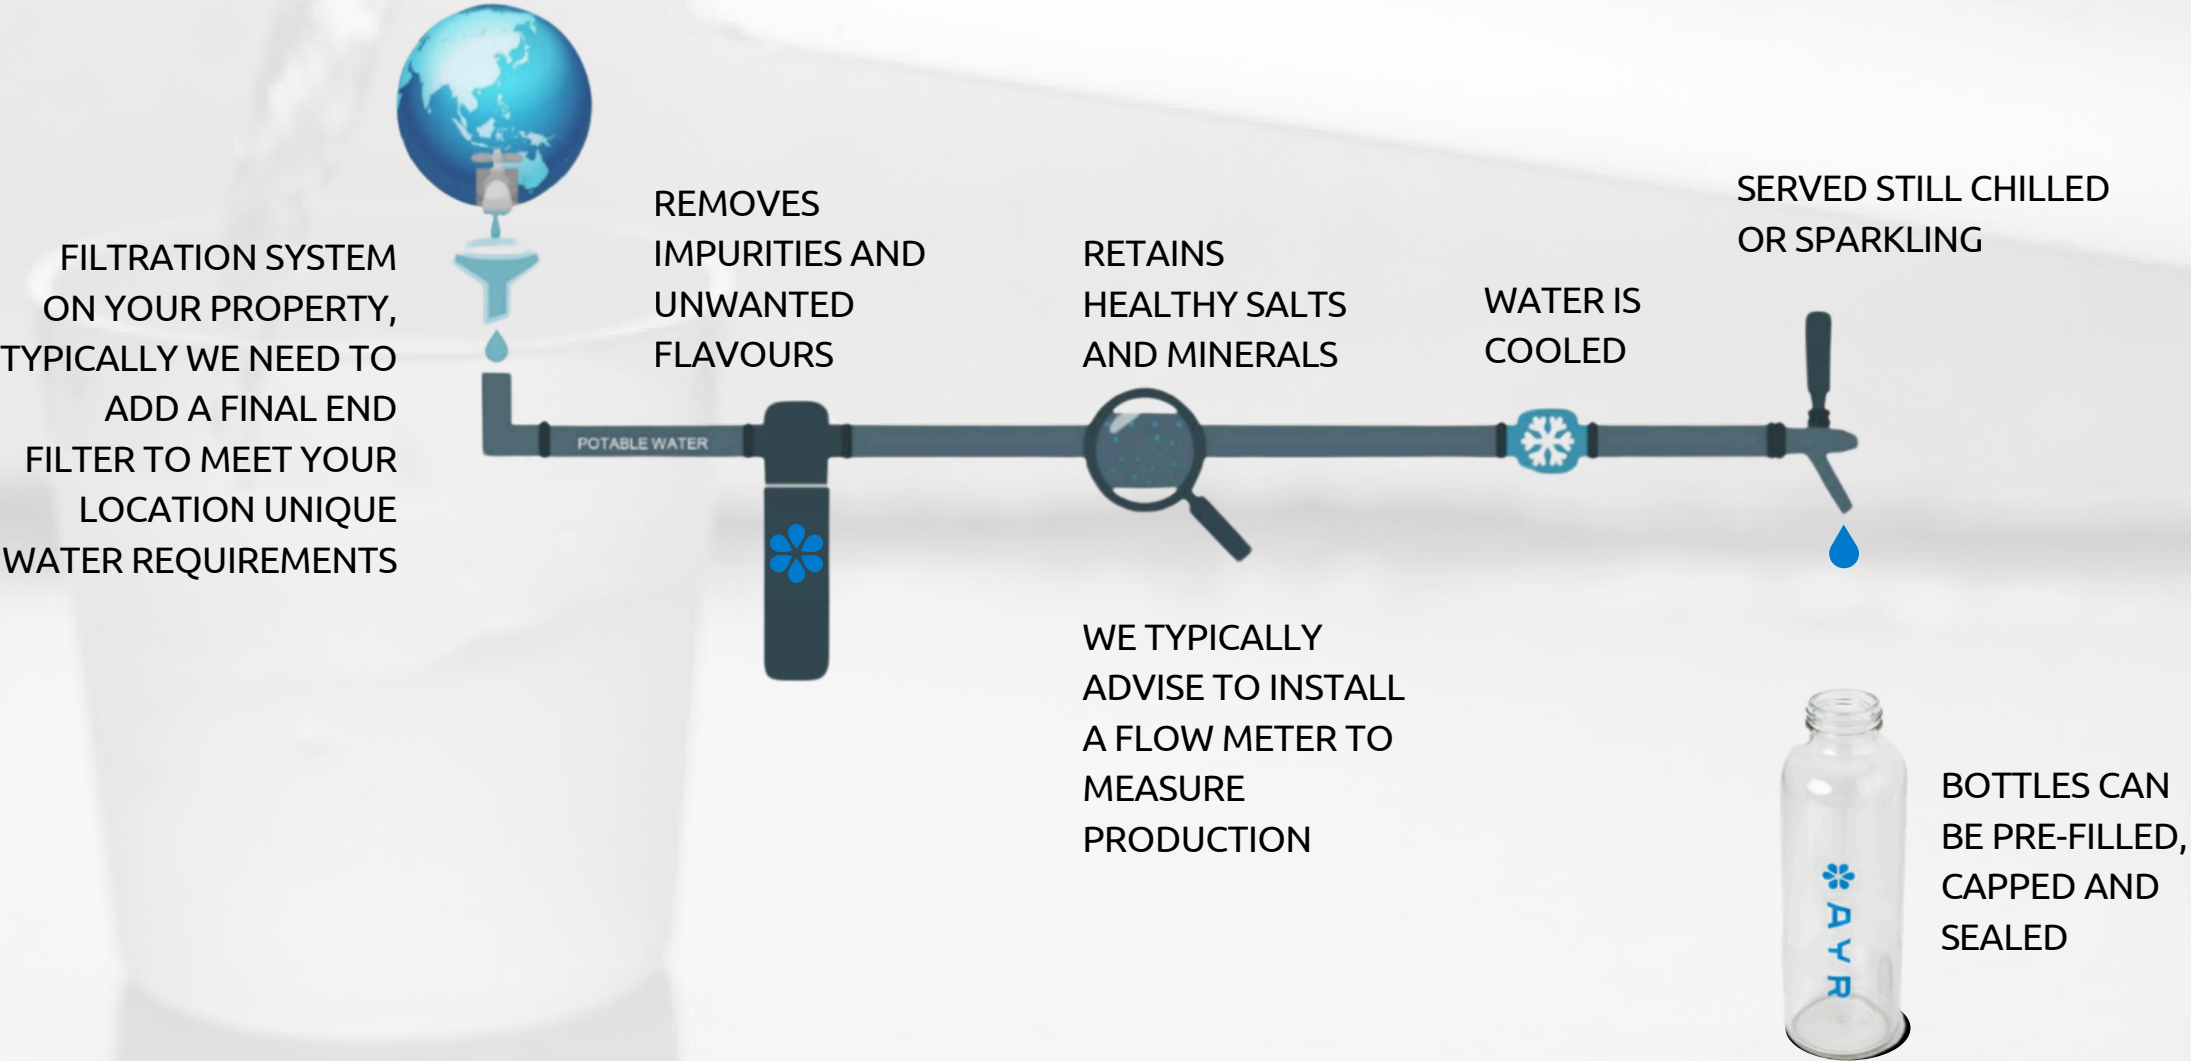 FILTRATION SYSTEM
ON YOUR PROPERTY,
TYPICALLY WE NEED TO
ADD A FINAL END
FILTER TO MEET YOUR
LOCATION UNIQUE
WATER REQUIREMENTS
POTABLE WATER
REMOVES
IMPURITIES AND
UNWANTED
FLAVOURS
RETAINS
HEALTHY SALTS
AND MINERALS
WE TYPICALLY
ADVISE TO INSTALL
A FLOW METER TO
MEASURE
PRODUCTION
WATER IS
COOLED
SERVED STILL CHILLED
OR SPARKLING
AYR
BOTTLES CAN
BE PRE-FILLED,
CAPPED AND
SEALED